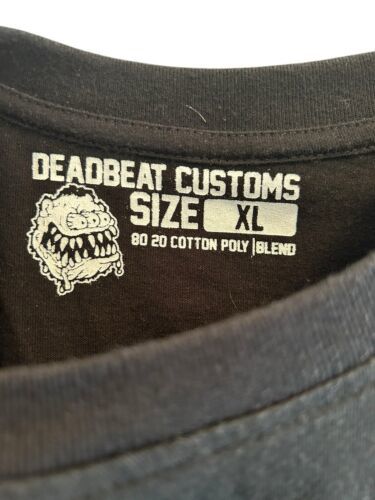 DEADBEAT CUSTOMS
SIZE XL
80 20 COTTON POLY | BLEND